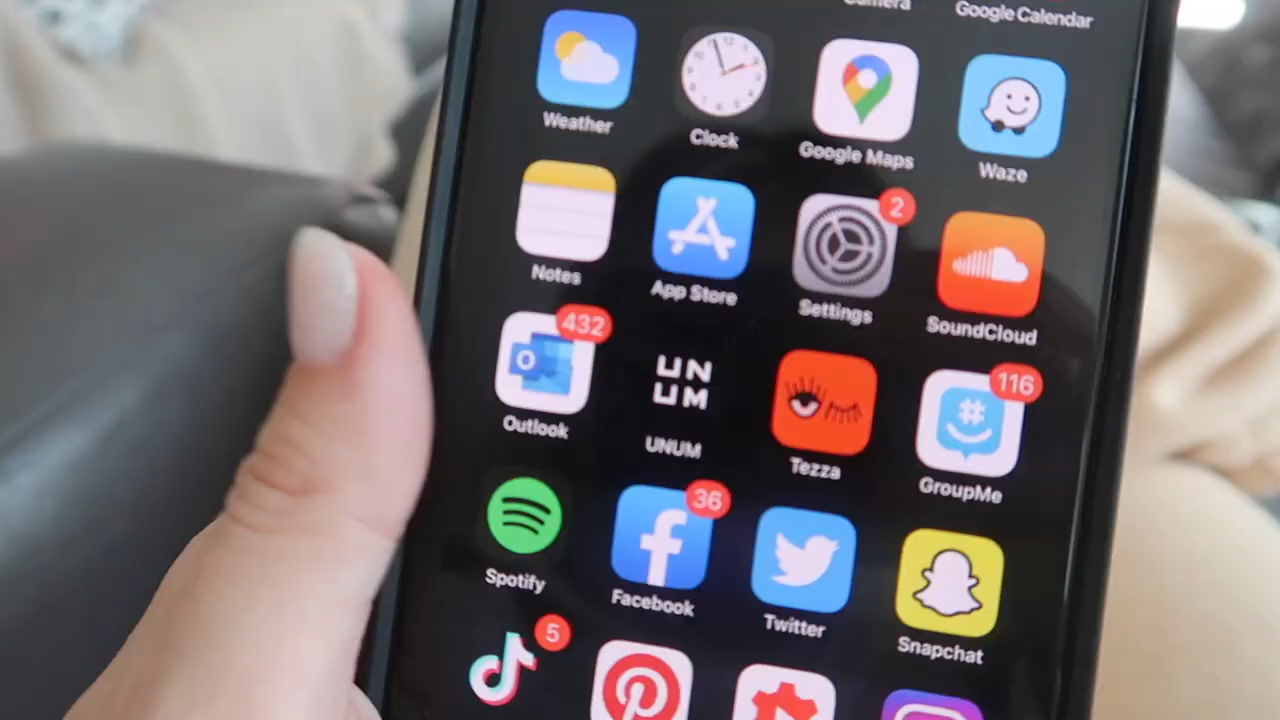 Camera
Google Calendar
Weather
Clock
Google Maps
Waze
Notes
App Store
2
Settings
SoundCloud
432
Outlook
UN
UM
UNUM
Tezza
116
#
GroupMe
Spotify
36
Facebook
Twitter
Snapchat
5